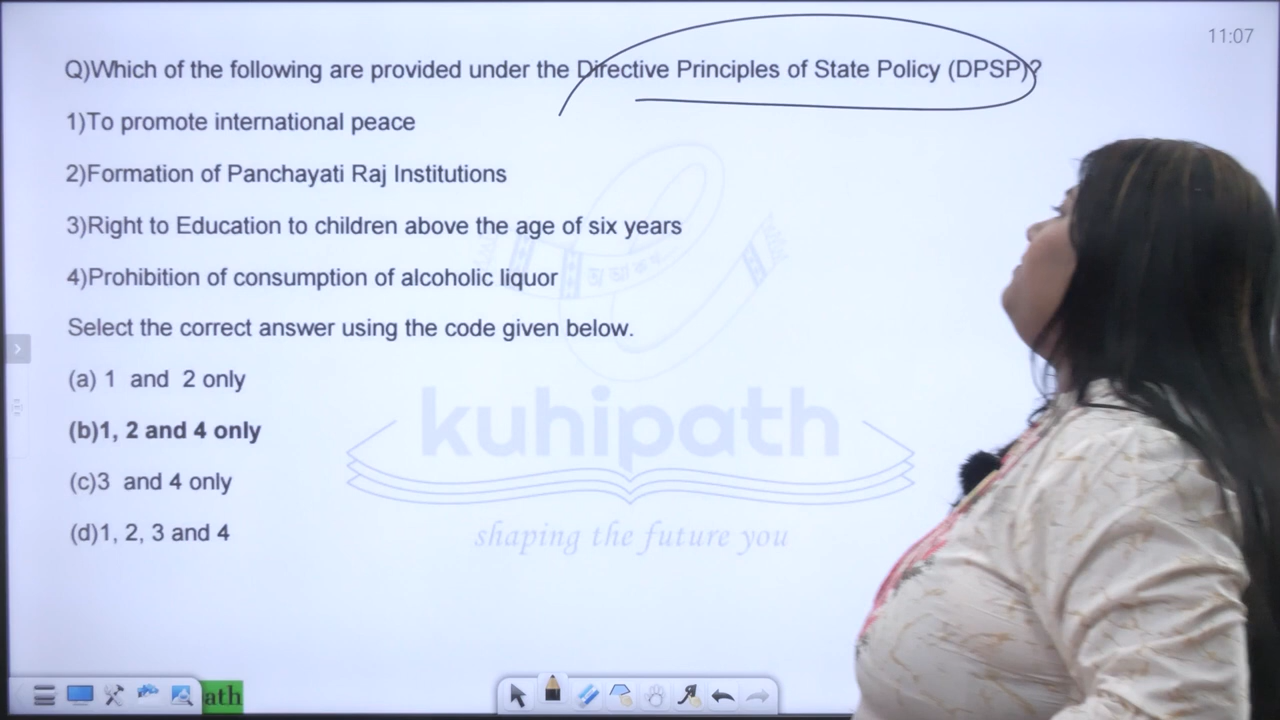 11:07
Q)Which of the following are provided under the Directive Principles of State Policy (DPSP)?
1)To promote international peace
2)Formation of Panchayati Raj Institutions
3)Right to Education to children above the age of six years
4)Prohibition of consumption of alcoholic liquor
Select the correct answer using the code given below.
(a) 1 and 2 only
(b)1, 2 and 4 only
(c)3 and 4 only
(d)1, 2, 3 and 4
kuhipath
shaping the future you
ath